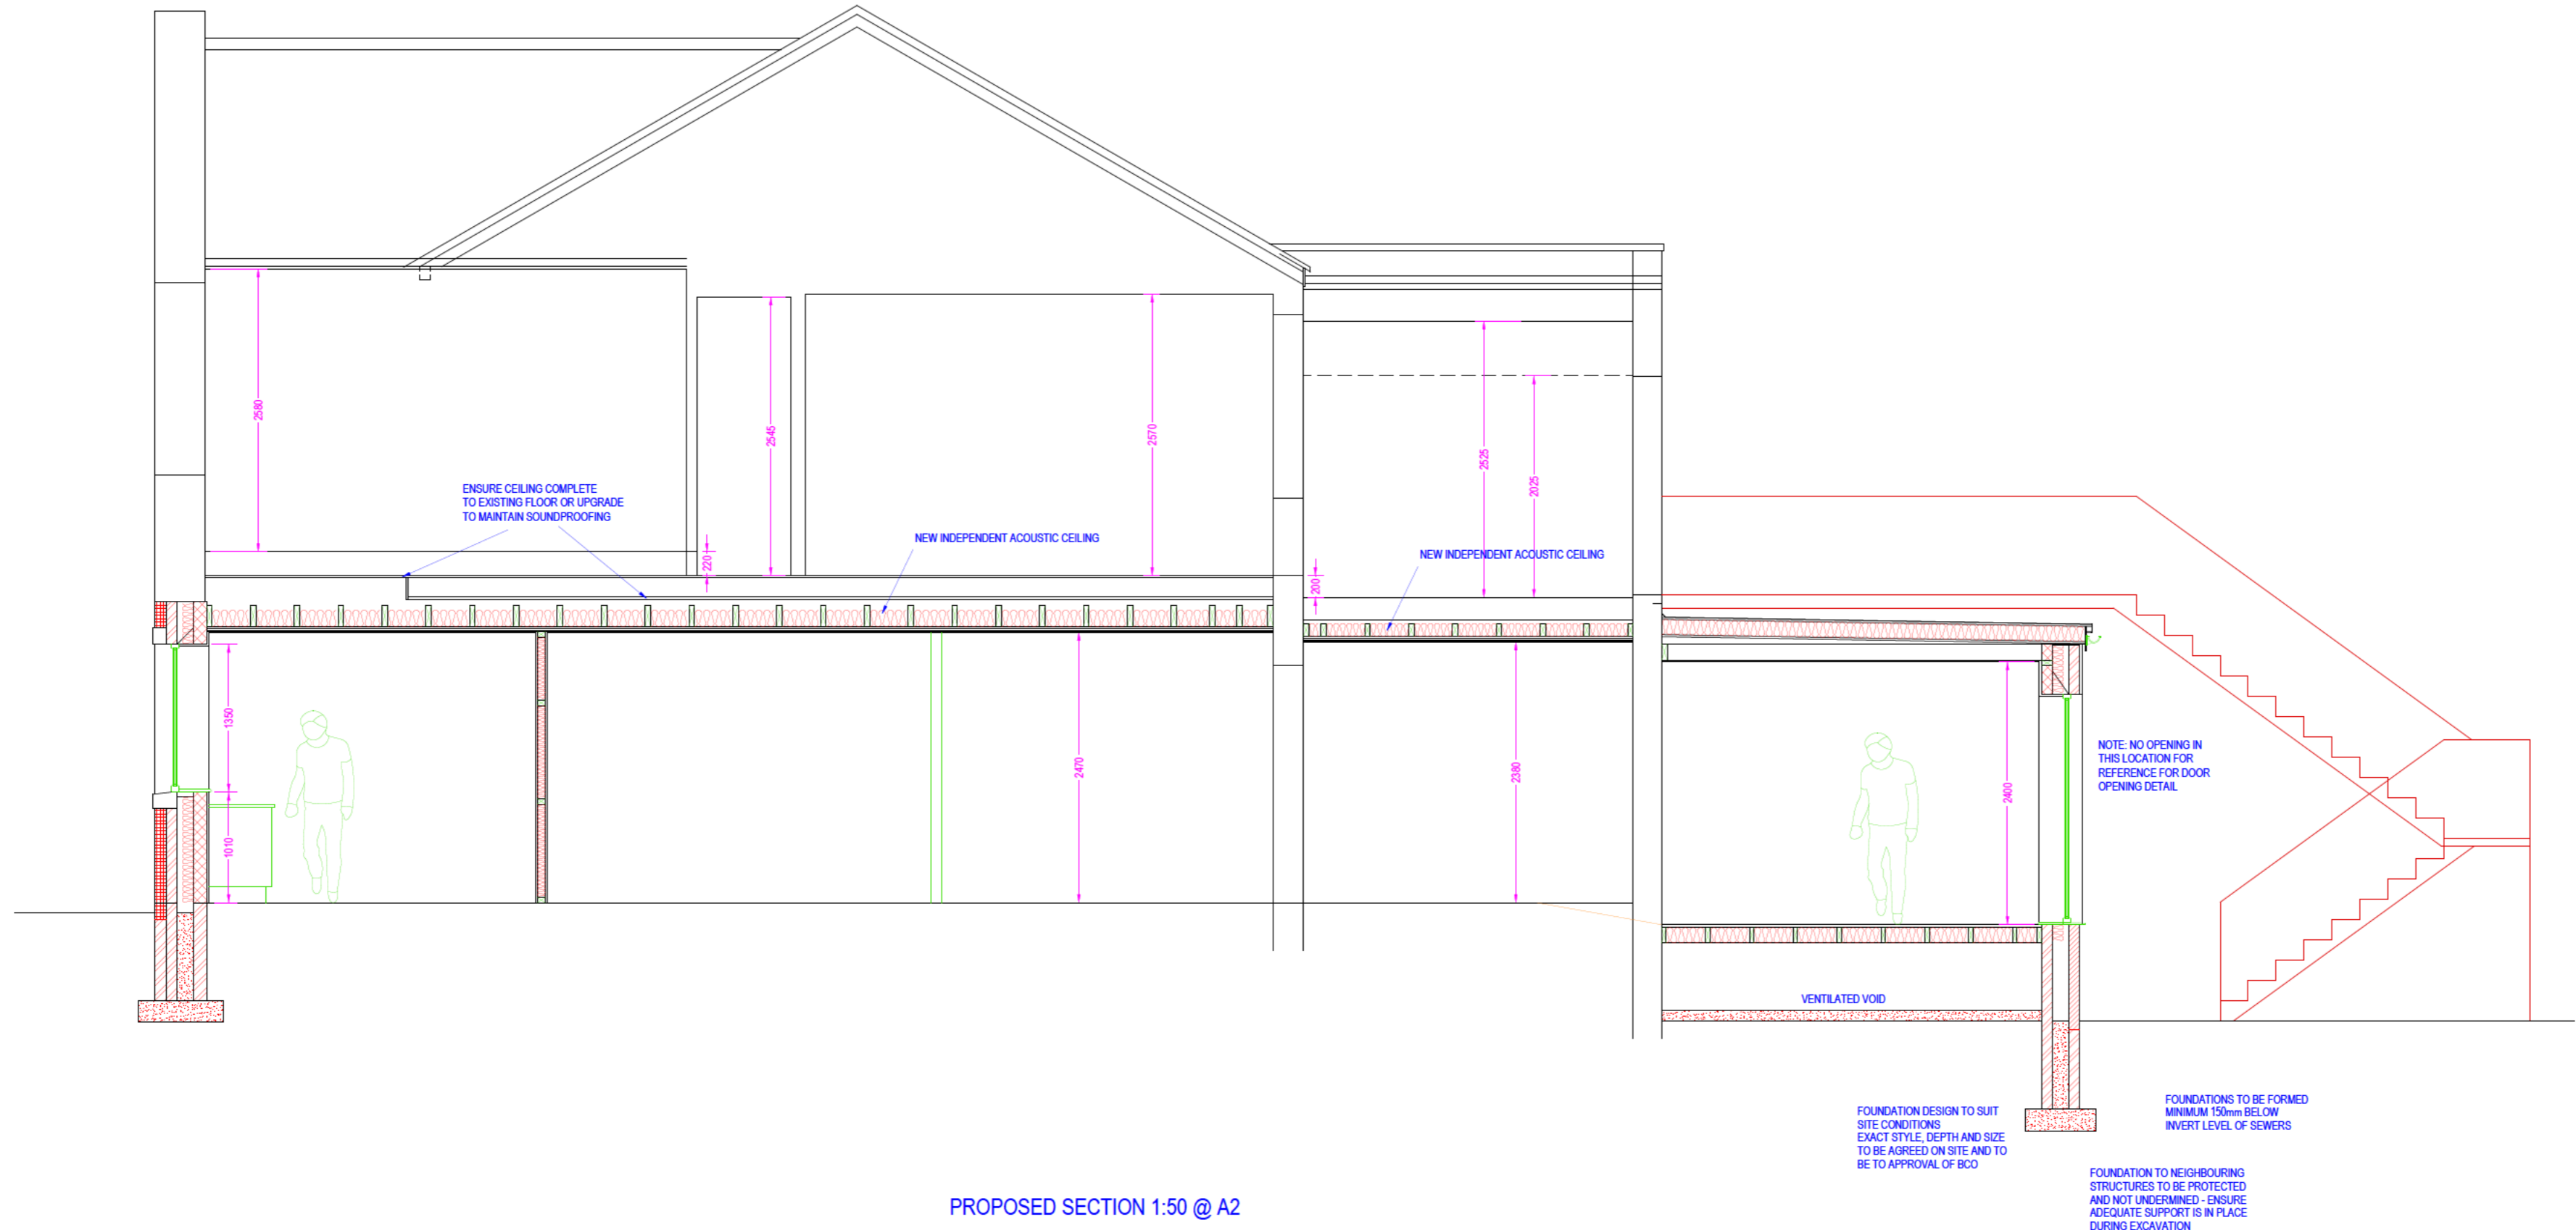 2580
2545
2570
2525
2025
ENSURE CEILING COMPLETE
TO EXISTING FLOOR OR UPGRADE
TO MAINTAIN SOUNDPROOFING
NEW INDEPENDENT ACOUSTIC CEILING
NEW INDEPENDENT ACOUSTIC CEILING
220
200
1350
1010
2470
2380
2400
NOTE: NO OPENING IN
THIS LOCATION FOR
REFERENCE FOR DOOR
OPENING DETAIL
VENTILATED VOID
FOUNDATION DESIGN TO SUIT
SITE CONDITIONS
EXACT STYLE, DEPTH AND SIZE
TO BE AGREED ON SITE AND TO
BE TO APPROVAL OF BCO
FOUNDATIONS TO BE FORMED
MINIMUM 150mm BELOW
INVERT LEVEL OF SEWERS
FOUNDATION TO NEIGHBOURING
STRUCTURES TO BE PROTECTED
AND NOT UNDERMINED - ENSURE
ADEQUATE SUPPORT IS IN PLACE
DURING EXCAVATION
PROPOSED SECTION 1:50 @ A2